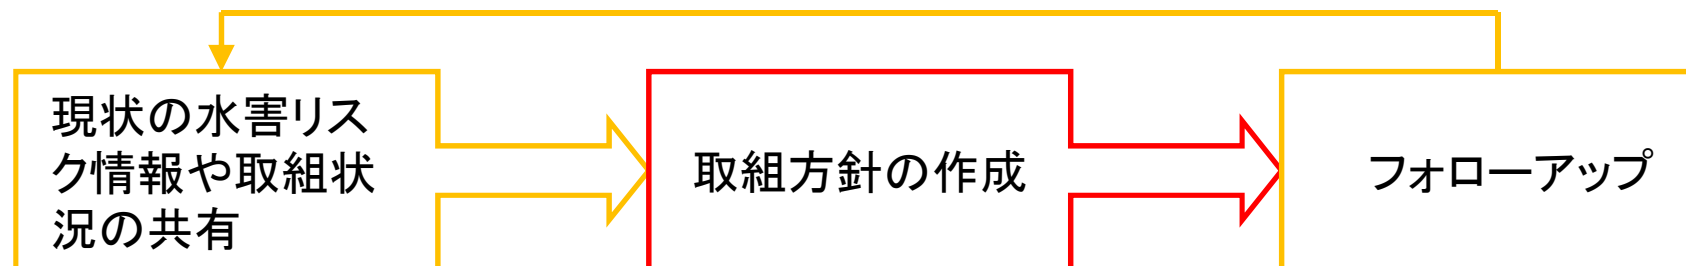 現状の水害リス
ク情報や取組状
況の共有
取組方針の作成
フォローアップ